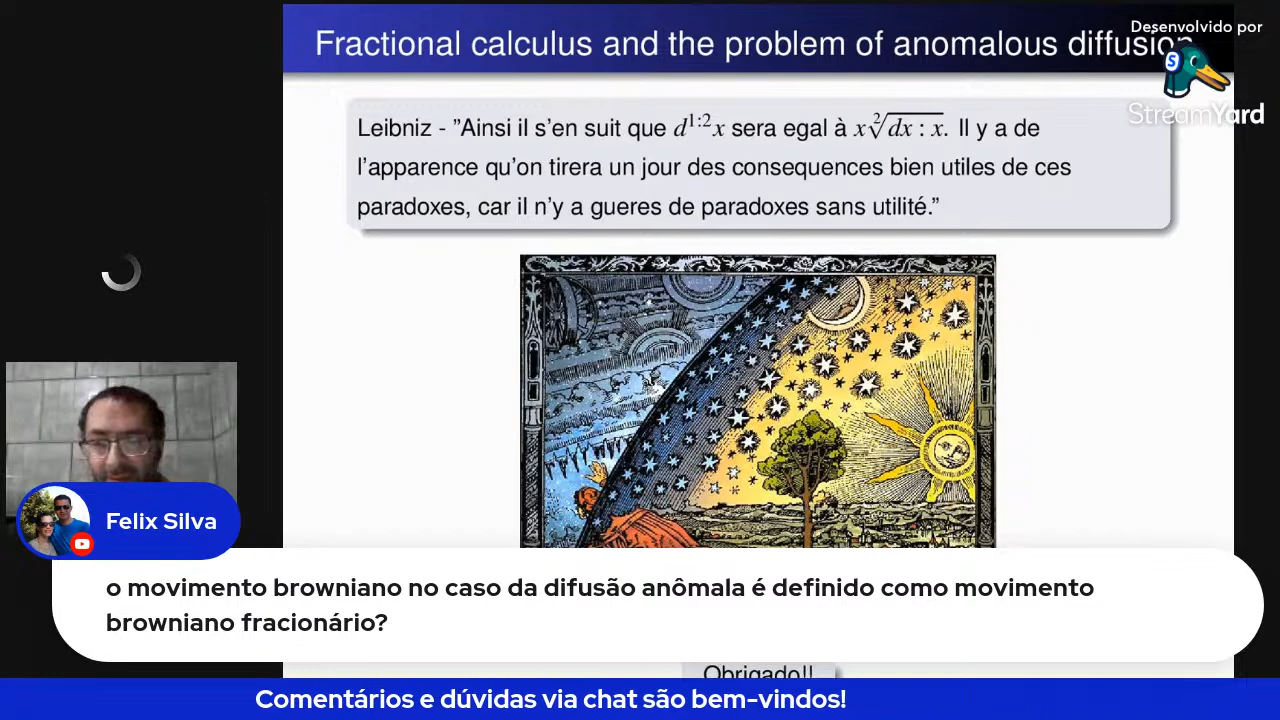 Fractional calculus and the problem of anomalous diffusion
Desenvolvido por
StreamYard
Leibniz - ”Ainsi il s’en suit que d^{1:2}x sera egal à x\sqrt[2]{dx : x}. Il y a de
l’apparence qu’on tirera un jour des consequences bien utiles de ces
paradoxes, car il n’y a gueres de paradoxes sans utilité.”
Felix Silva
o movimento browniano no caso da difusão anômala é definido como movimento
browniano fracionário?
Obrigado!!
Comentários e dúvidas via chat são bem-vindos!